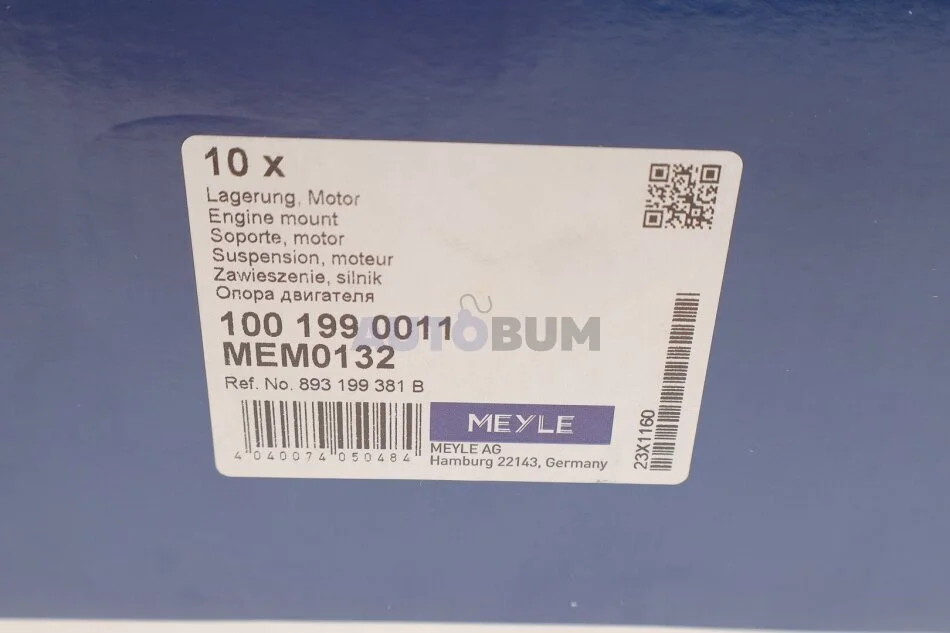 10 x
Lagerung, Motor
Engine mount
Soporte, motor
Suspension, moteur
Zawieszenie, silnik
Опора двигателя
100 199 0011
AUTOBUM
MEM0132
Ref. No. 893 199 381 B
4 040074 050484
MEYLE
MEYLE AG
Hamburg 22143, Germany
23X1160